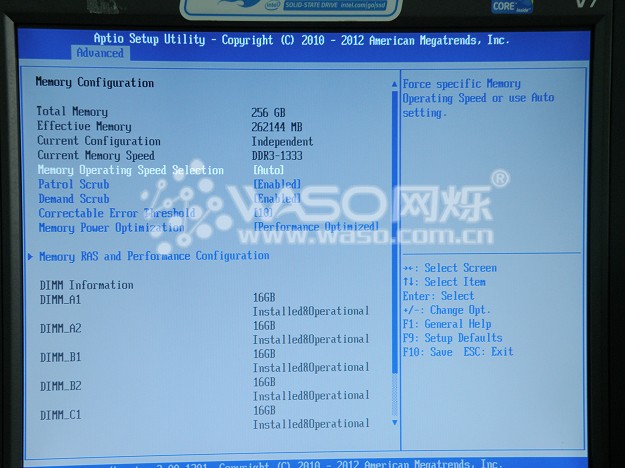 SOLID-STATE DRIVE intel.com/go/ssd
CORE inside
Aptio Setup Utility - Copyright (C) 2010 - 2012 American Megatrends, Inc.
Advanced
Memory Configuration
Total Memory 256 GB
Effective Memory 262144 MB
Current Configuration Independent
Current Memory Speed DDR3-1333
Memory Operating Speed Selection [Auto]
Patrol Scrub [Enabled]
Demand Scrub [Enabled]
Correctable Error Threshold [10]
Memory Power Optimization [Performance Optimized]
Memory RAS and Performance Configuration
DIMM Information
DIMM_A1 16GB
Installed&Operational
DIMM_A2 16GB
Installed&Operational
DIMM_B1 16GB
Installed&Operational
DIMM_B2 16GB
Installed&Operational
DIMM_C1 16GB
Installed&Operational
Force specific Memory
Operating Speed or use Auto
setting.
→←: Select Screen
↑↓: Select Item
Enter: Select
+/-: Change Opt.
F1: General Help
F9: Setup Defaults
F10: Save ESC: Exit
Copyright (C) 2010 - 2012 American Megatrends, Inc.
WASO网烁®
www.waso.com.cn